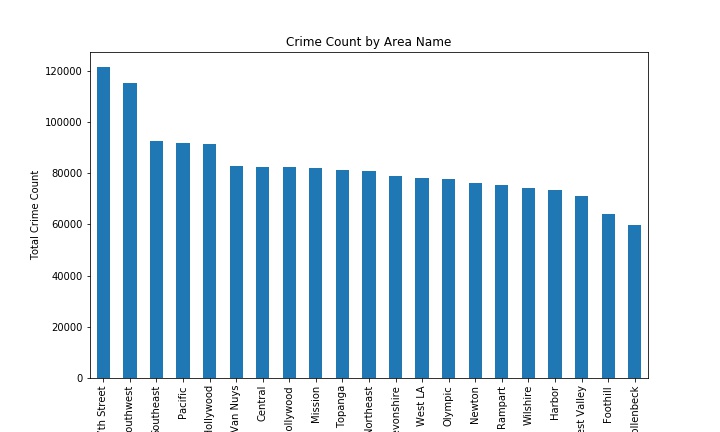 Crime Count by Area Name
Total Crime Count
120000
100000
80000
60000
40000
20000
0
th Street
outhwest
outheast
Pacific
ollywood
Van Nuys
Central
ollywood
Mission
Topanga
ortheast
evonshire
West LA
Olympic
Newton
Rampart
Wilshire
Harbor
est Valley
Foothill
ollenbeck